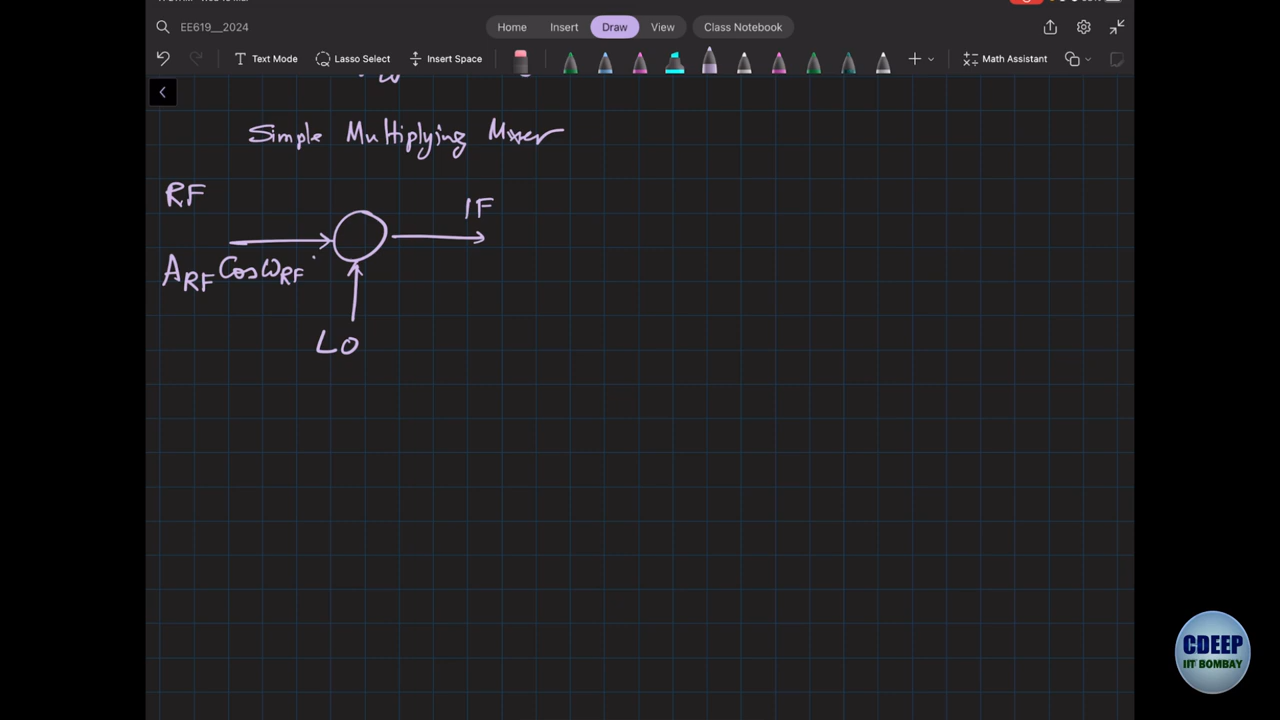 EE619__2024
Home Insert Draw View Class Notebook
Text Mode Lasso Select Insert Space Math Assistant
Simple Multiplying Mixer
RF
IF
A_RF Cos ω_RF
LO
CDEEP
IIT BOMBAY